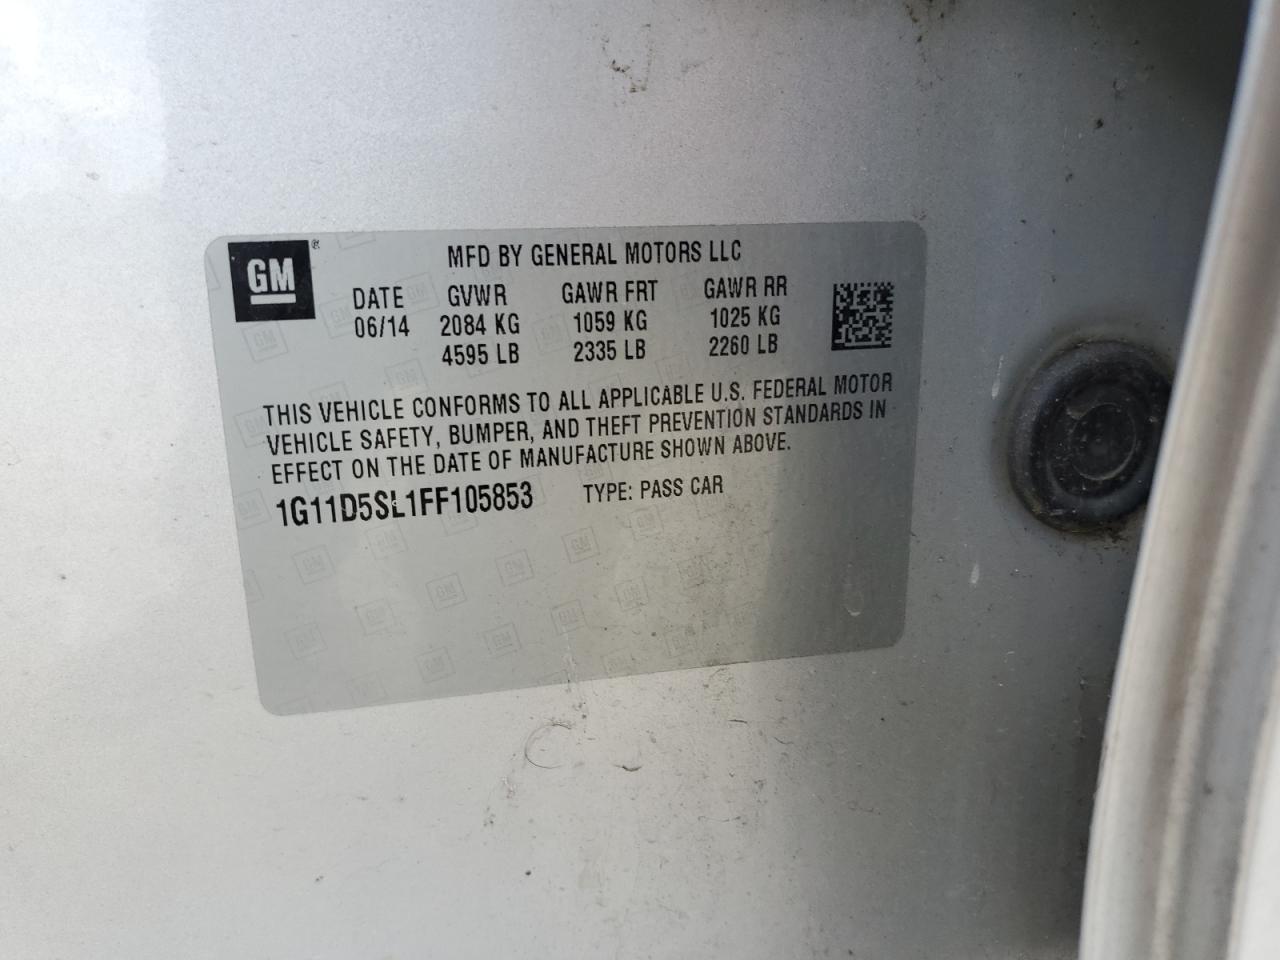 GM ®
MFD BY GENERAL MOTORS LLC
DATE GVWR GAWR FRT GAWR RR
06/14 2084 KG 1059 KG 1025 KG
4595 LB 2335 LB 2260 LB
THIS VEHICLE CONFORMS TO ALL APPLICABLE U.S. FEDERAL MOTOR
VEHICLE SAFETY, BUMPER, AND THEFT PREVENTION STANDARDS IN
EFFECT ON THE DATE OF MANUFACTURE SHOWN ABOVE.
1G11D5SL1FF105853 TYPE: PASS CAR